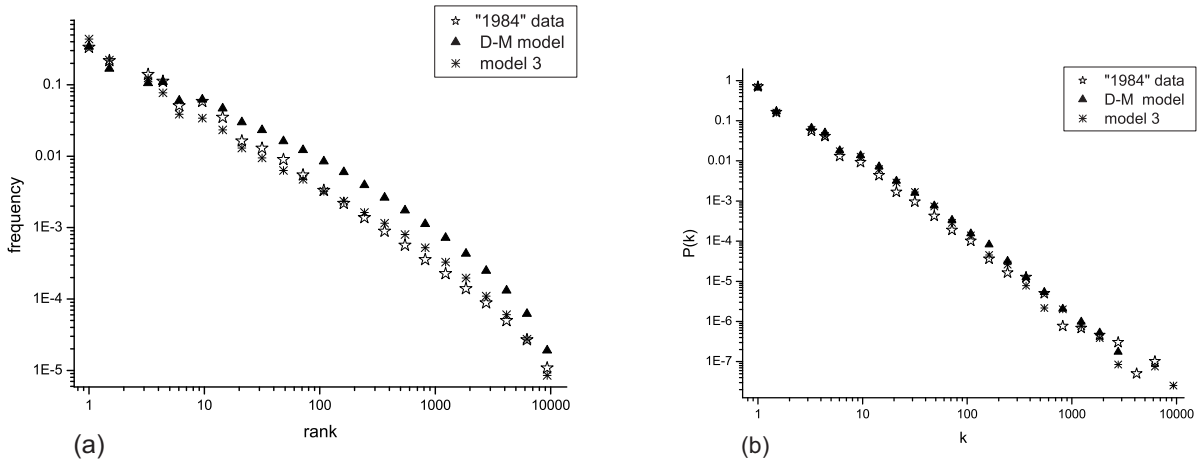 "1984" data
D-M model
model 3
0.1
0.01
1E-3
1E-4
1E-5
frequency
1 10 100 1000 10000
rank
(a)
"1984" data
D-M model
model 3
1
0.1
0.01
1E-3
1E-4
1E-5
1E-6
1E-7
P(k)
1 10 100 1000 10000
k
(b)